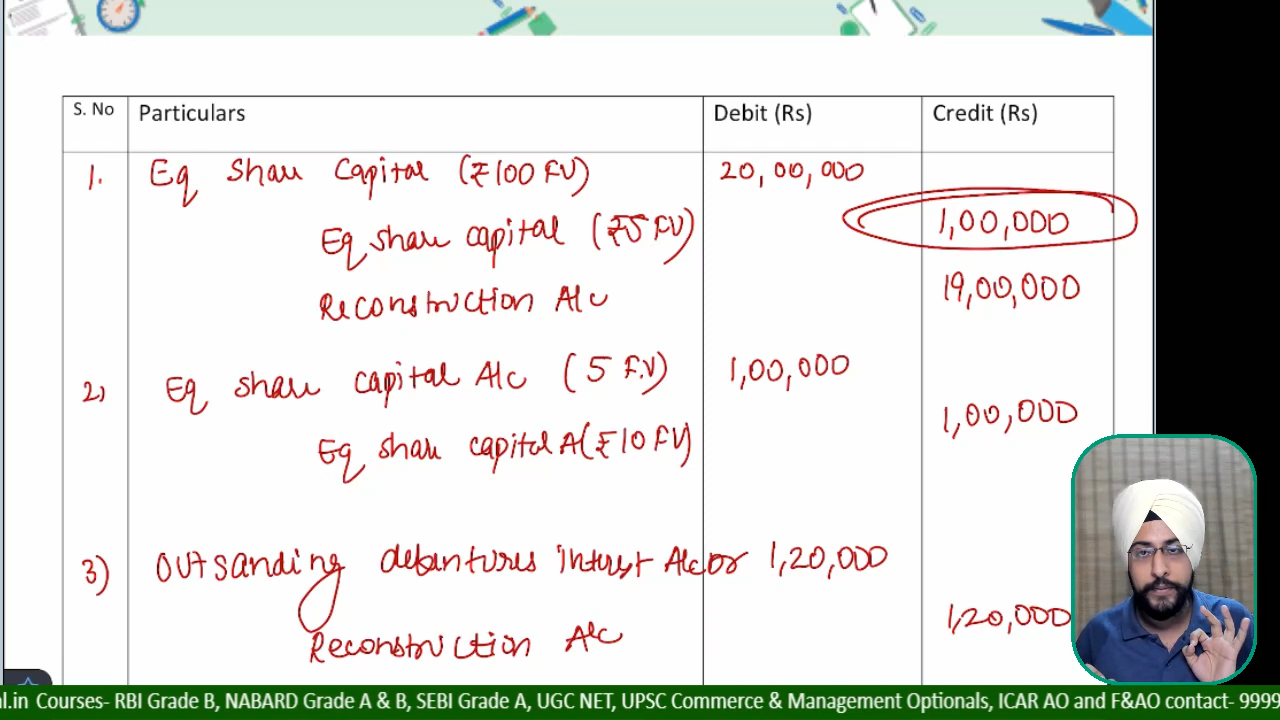 S. No Particulars Debit (Rs) Credit (Rs)
1. Eq Share Capital (₹100 FV) 20,00,000
Eq share capital (₹5 FV) 1,00,000
Reconstruction A/c 19,00,000
2) Eq share capital A/c (5 F.V) 1,00,000
Eq share capital A(₹10 FV) 1,00,000
3) Outsanding debantures interest A/c Dr 1,20,000
Reconstruction A/c 1,20,000
al.in Courses- RBI Grade B, NABARD Grade A & B, SEBI Grade A, UGC NET, UPSC Commerce & Management Optionals, ICAR AO and F&AO contact- 9999